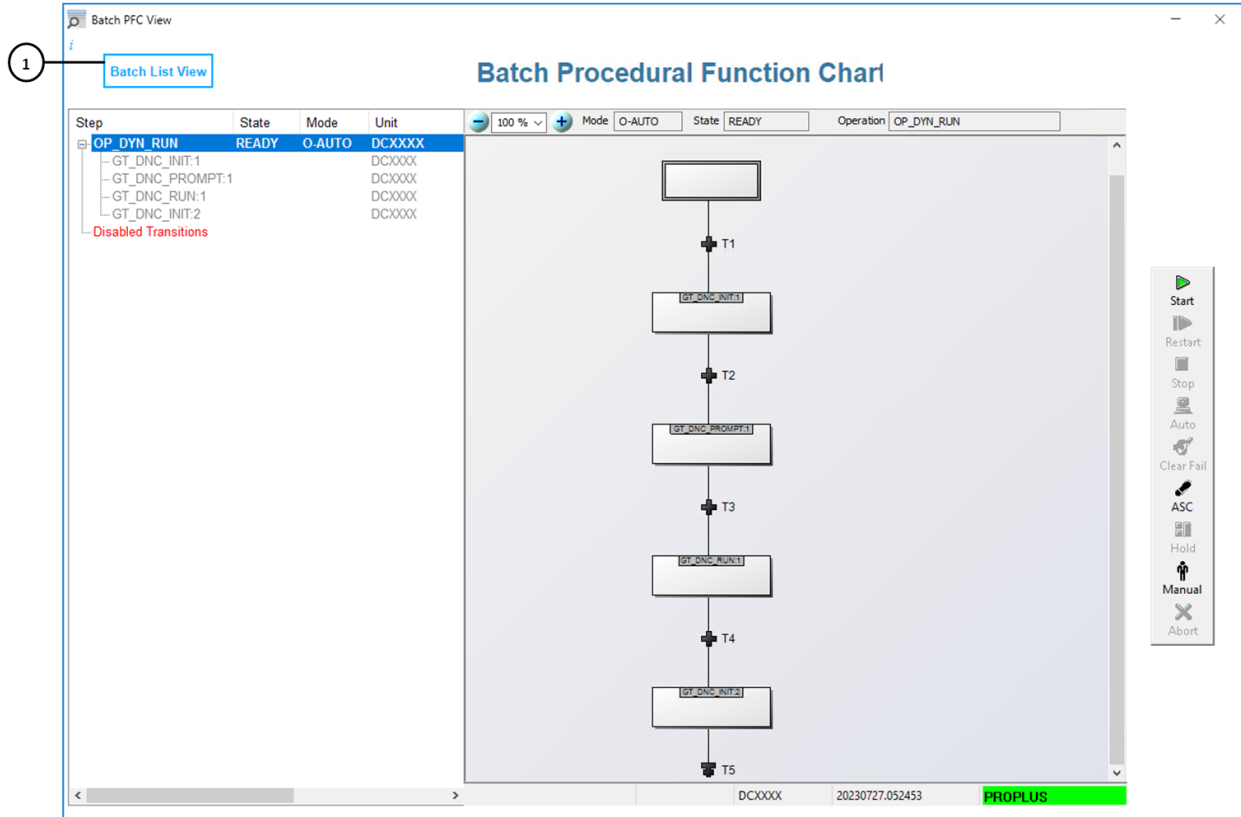 Batch PFC View
i
1
Batch List View
Batch Procedural Function Chart
Step State Mode Unit
OP_DYN_RUN READY O-AUTO DCXXXX
GT_DNC_INIT:1 DCXXXX
GT_DNC_PROMPT:1 DCXXXX
GT_DNC_RUN:1 DCXXXX
GT_DNC_INIT:2 DCXXXX
Disabled Transitions
100 % Mode O-AUTO State READY Operation OP_DYN_RUN
T1
GT_DNC_INIT:1
T2
GT_DNC_PROMPT:1
T3
GT_DNC_RUN:1
T4
GT_DNC_INIT:2
T5
Start
Restart
Stop
Auto
Clear Fail
ASC
Hold
Manual
Abort
DCXXXX 20230727.052453 PROPLUS